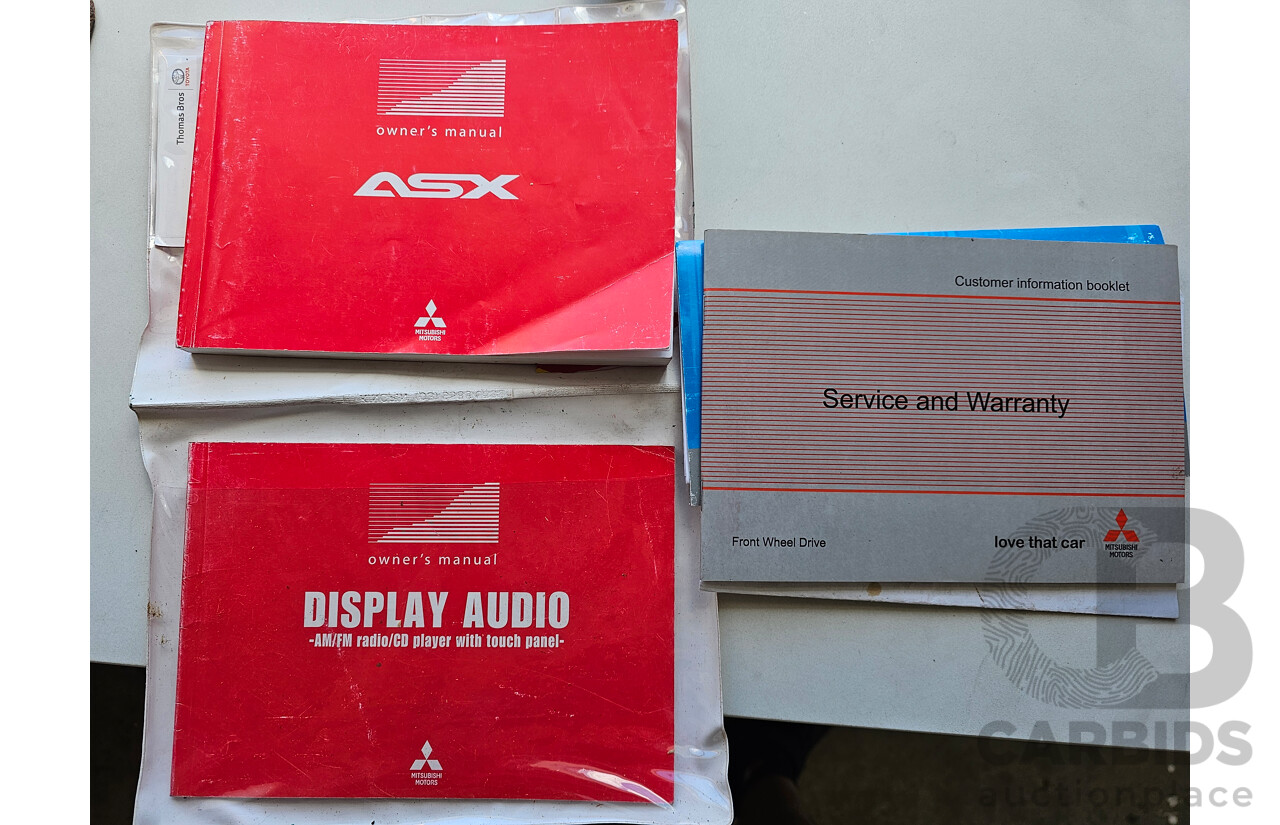 TOYOTA
Thomas Bros
owner's manual
ASX
MITSUBISHI
MOTORS
owner's manual
DISPLAY AUDIO
-AM/FM radio/CD player with touch panel-
MITSUBISHI
MOTORS
Customer information booklet
Service and Warranty
Front Wheel Drive
love that car
MITSUBISHI
MOTORS
CARBIDS
auctionplace